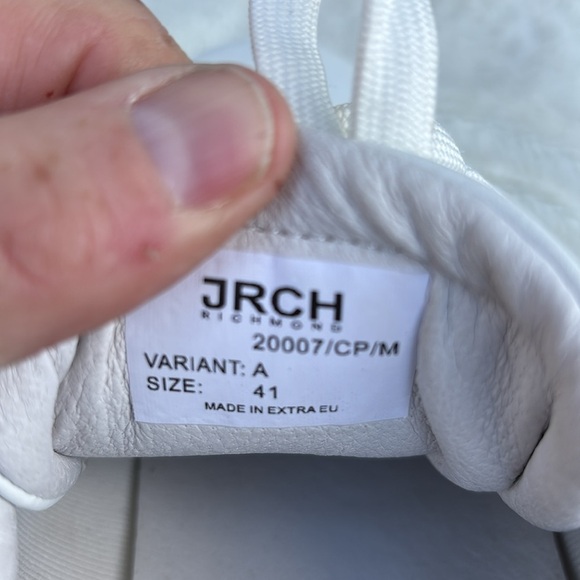 JRCH
RICHMOND
20007/CP/M
VARIANT: A
SIZE: 41
MADE IN EXTRA EU